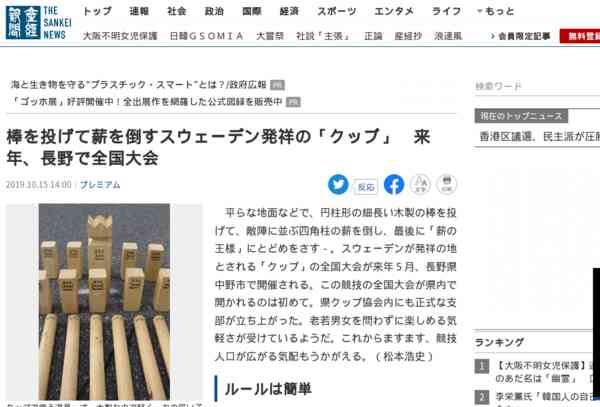 産経新聞
THE SANKEI NEWS
トップ 速報 社会 政治 国際 経済 スポーツ エンタメ ライフ もっと
大阪不明女児保護 日韓GSOMIA 大嘗祭 社説「主張」 正論 産経抄 浪速風
会員限定記事
無料登録
海と生き物を守る“プラスチック・スマート”とは?/政府広報 PR
「ゴッホ展」好評開催中!全出展作を網羅した公式図録を販売中 PR
検索ワード
現在のトップニュース
香港区議選、民主派が圧
棒を投げて薪を倒すスウェーデン発祥の「クッブ」 来
年、長野で全国大会
2019.10.15 14:00 プレミアム
反応
文字
印刷
平らな地面などで、円柱形の細長い木製の棒を投
げて、敵陣に並ぶ四角柱の薪を倒し、最後に「薪の
王様」にとどめをさす-。スウェーデンが発祥の地
とされる「クッブ」の全国大会が来年5月、長野県
中野市で開催される。この競技の全国大会が県内で
開かれるのは初めて。県クッブ協会内にも正式な支
部が立ち上がった。老若男女を問わずに楽しめる気
軽さが受けているようだ。これからますます、競技
人口が広がる気配もうかがえる。(松本浩史)
ルールは簡単
ランキング
1 【大阪不明女児保護】
のあだ名は「幽霊」
2 李栄薫氏「韓国人の自